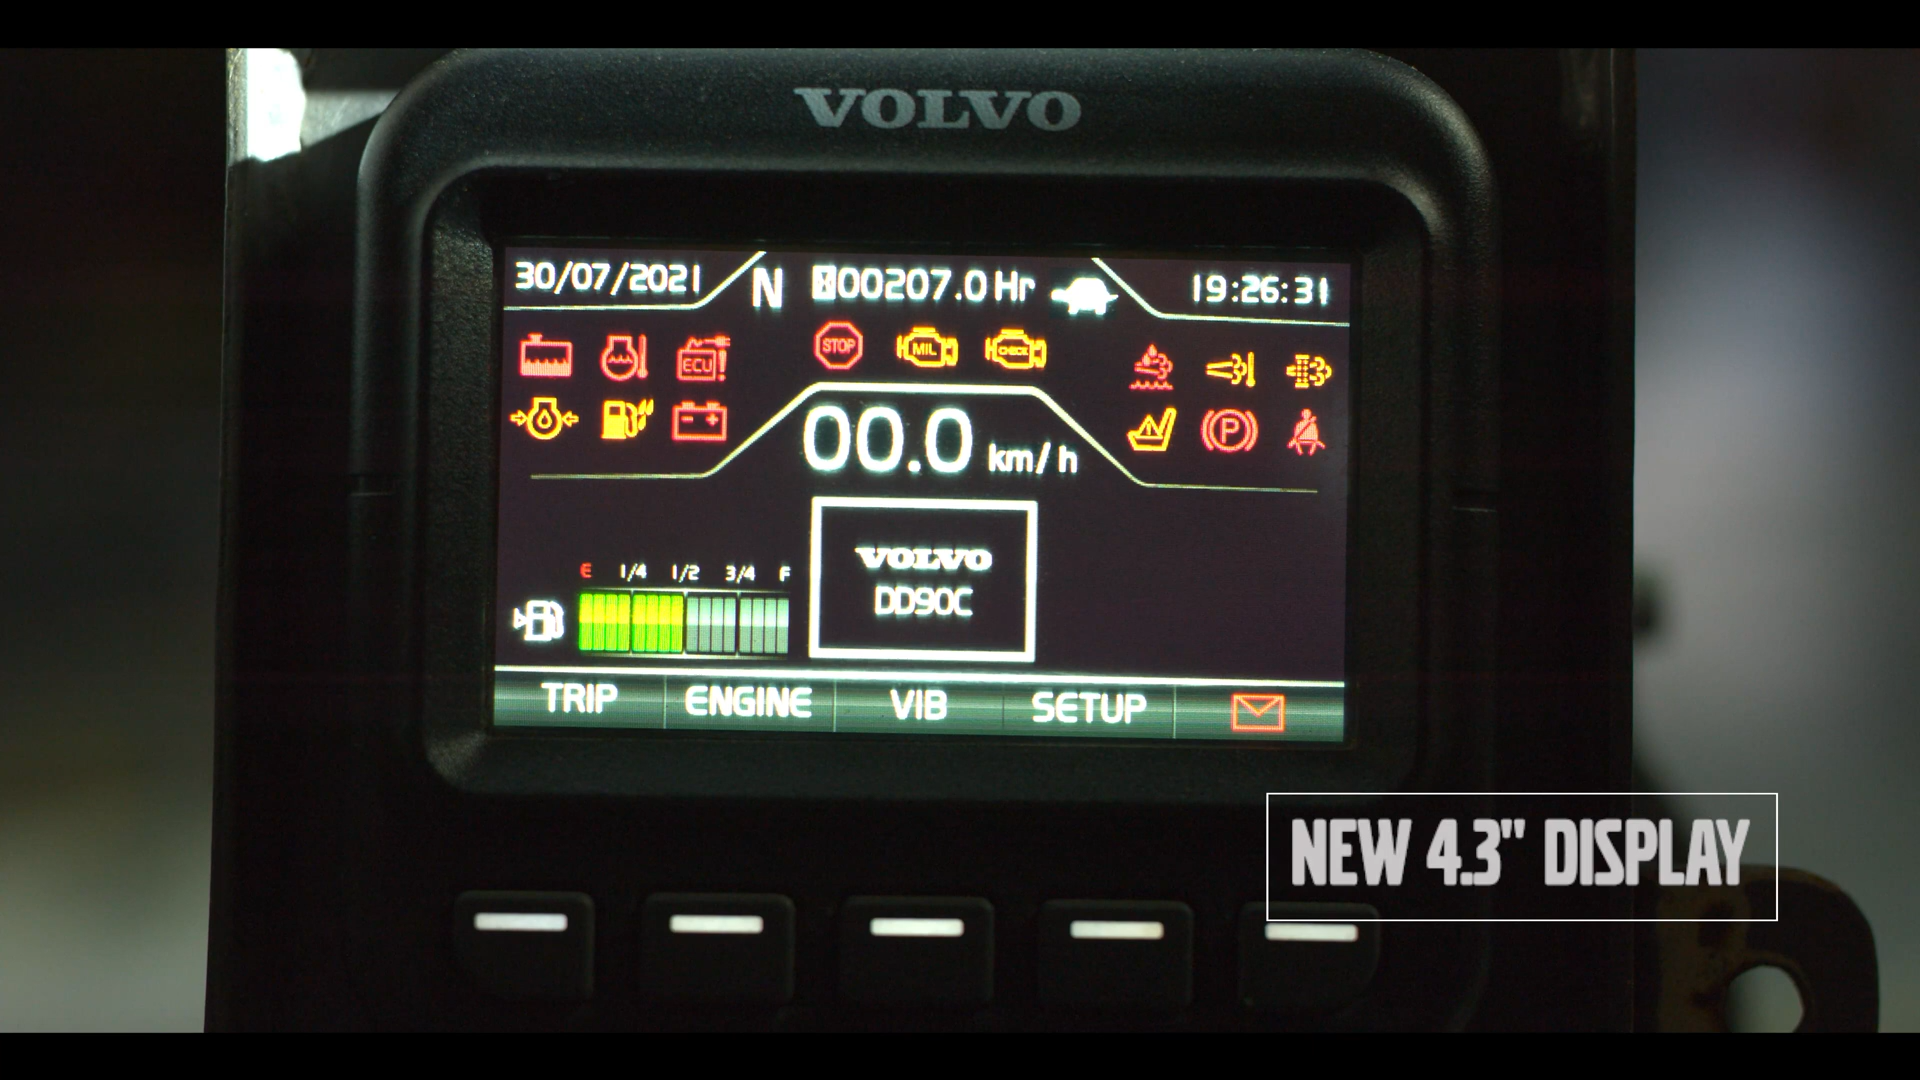 VOLVO
30/07/2021 N 00207.0 Hr 19:26:31
ECU! STOP MIL CHECK
P
00.0 km/h
VOLVO
DD90C
E 1/4 1/2 3/4 F
TRIP ENGINE VIB SETUP
NEW 4.3" DISPLAY